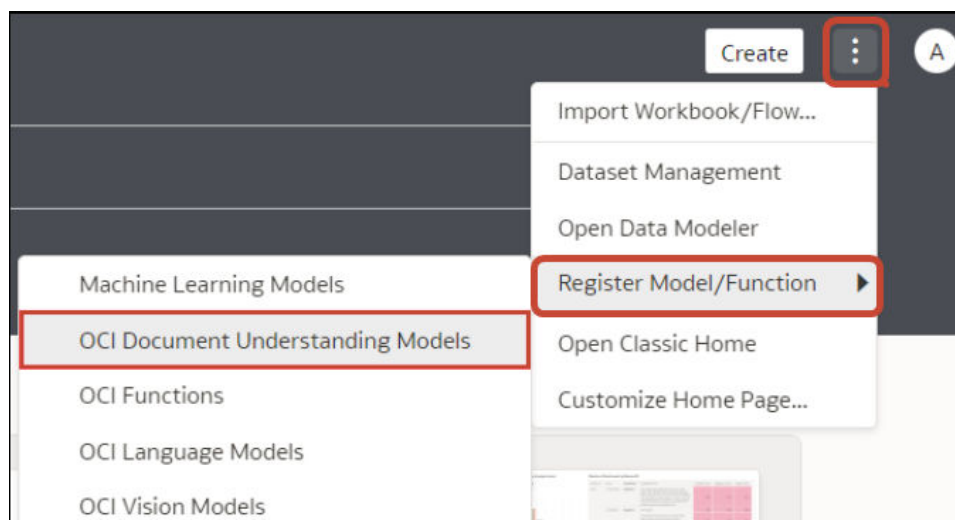 Create
A
Import Workbook/Flow...
Dataset Management
Open Data Modeler
Register Model/Function
Open Classic Home
Customize Home Page...
Machine Learning Models
OCI Document Understanding Models
OCI Functions
OCI Language Models
OCI Vision Models